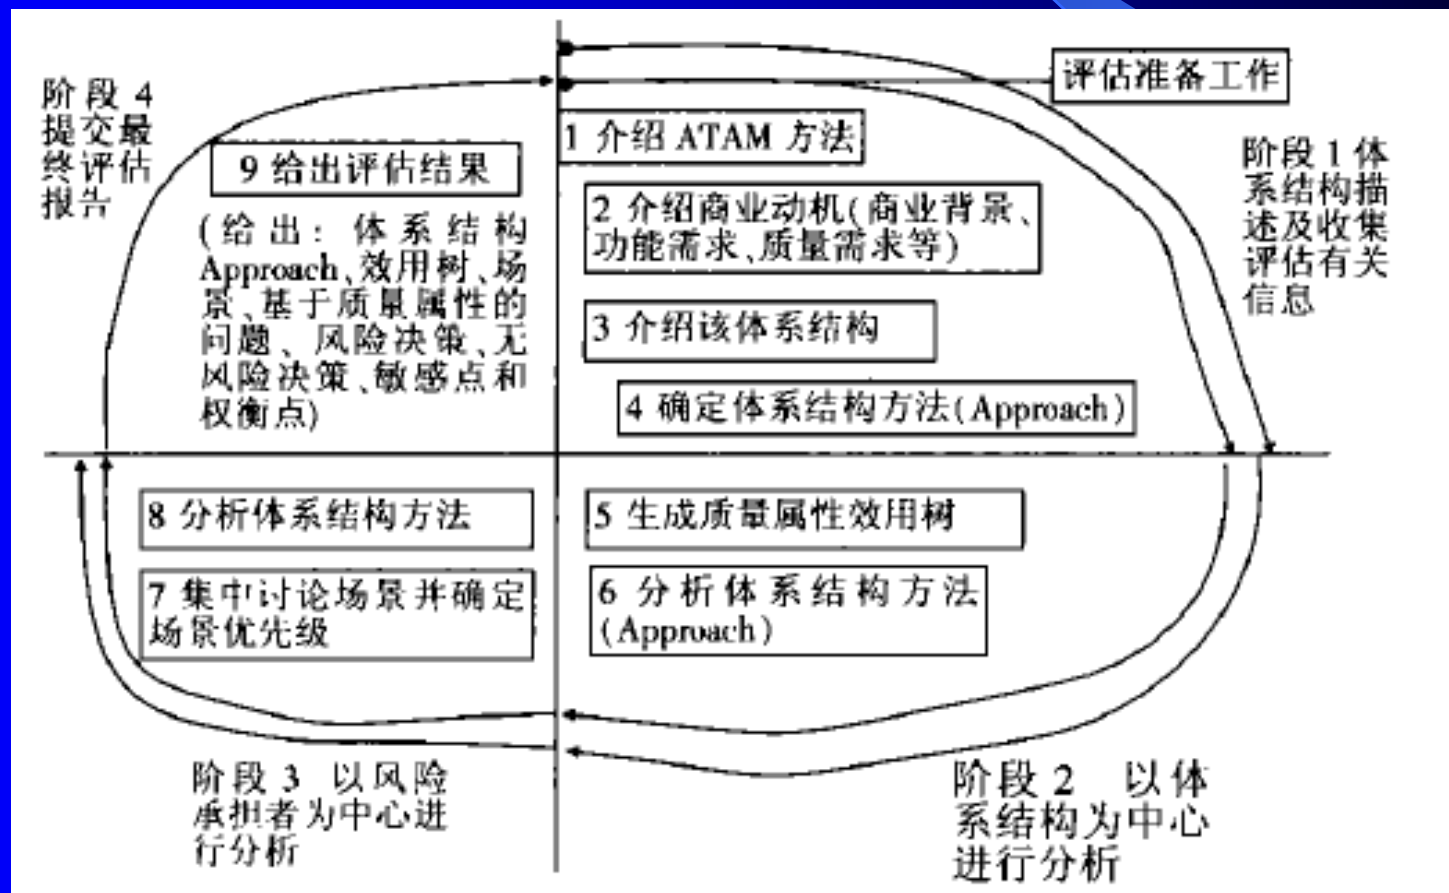 评估准备工作
阶段 1 体
系结构描
述及收集
评估有关
信息
1 介绍 ATAM 方法
2 介绍商业动机(商业背景、
功能需求、质量需求等)
3 介绍该体系结构
4 确定体系结构方法(Approach)
5 生成质量属性效用树
6 分析体系结构方法
(Approach)
阶段 2 以体
系结构为中心
进行分析
7 集中讨论场景并确定
场景优先级
8 分析体系结构方法
阶段 3 以风险
承担者为中心进
行分析
9 给出评估结果
(给出: 体系结构
Approach、效用树、场
景、基于质量属性的
问题、风险决策、无
风险决策、敏感点和
权衡点)
阶段 4
提交最
终评估
报告